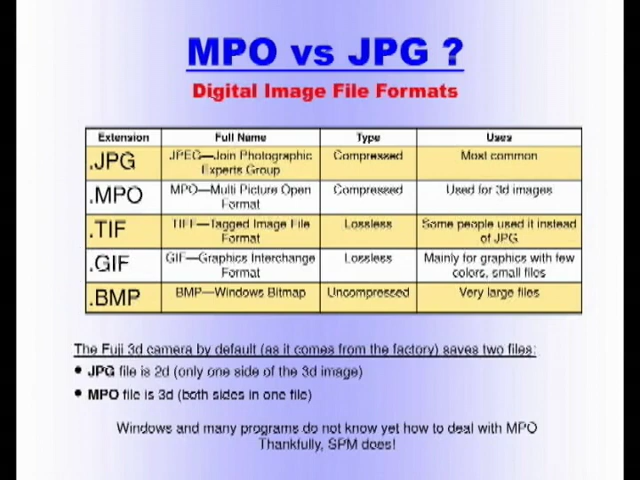 MPO vs JPG ?
Digital Image File Formats
Extension Full Name Type Uses
.JPG JPEG—Join Photographic Experts Group Compressed Most common
.MPO MPO—Multi Picture Open Format Compressed Used for 3d images
.TIF TIFF—Tagged Image File Format Lossless Some people used it instead of JPG
.GIF GIF—Graphics Interchange Format Lossless Mainly for graphics with few colors, small files
.BMP BMP—Windows Bitmap Uncompressed Very large files
The Fuji 3d camera by default (as it comes from the factory) saves two files:
• JPG file is 2d (only one side of the 3d image)
• MPO file is 3d (both sides in one file)
Windows and many programs do not know yet how to deal with MPO
Thankfully, SPM does!